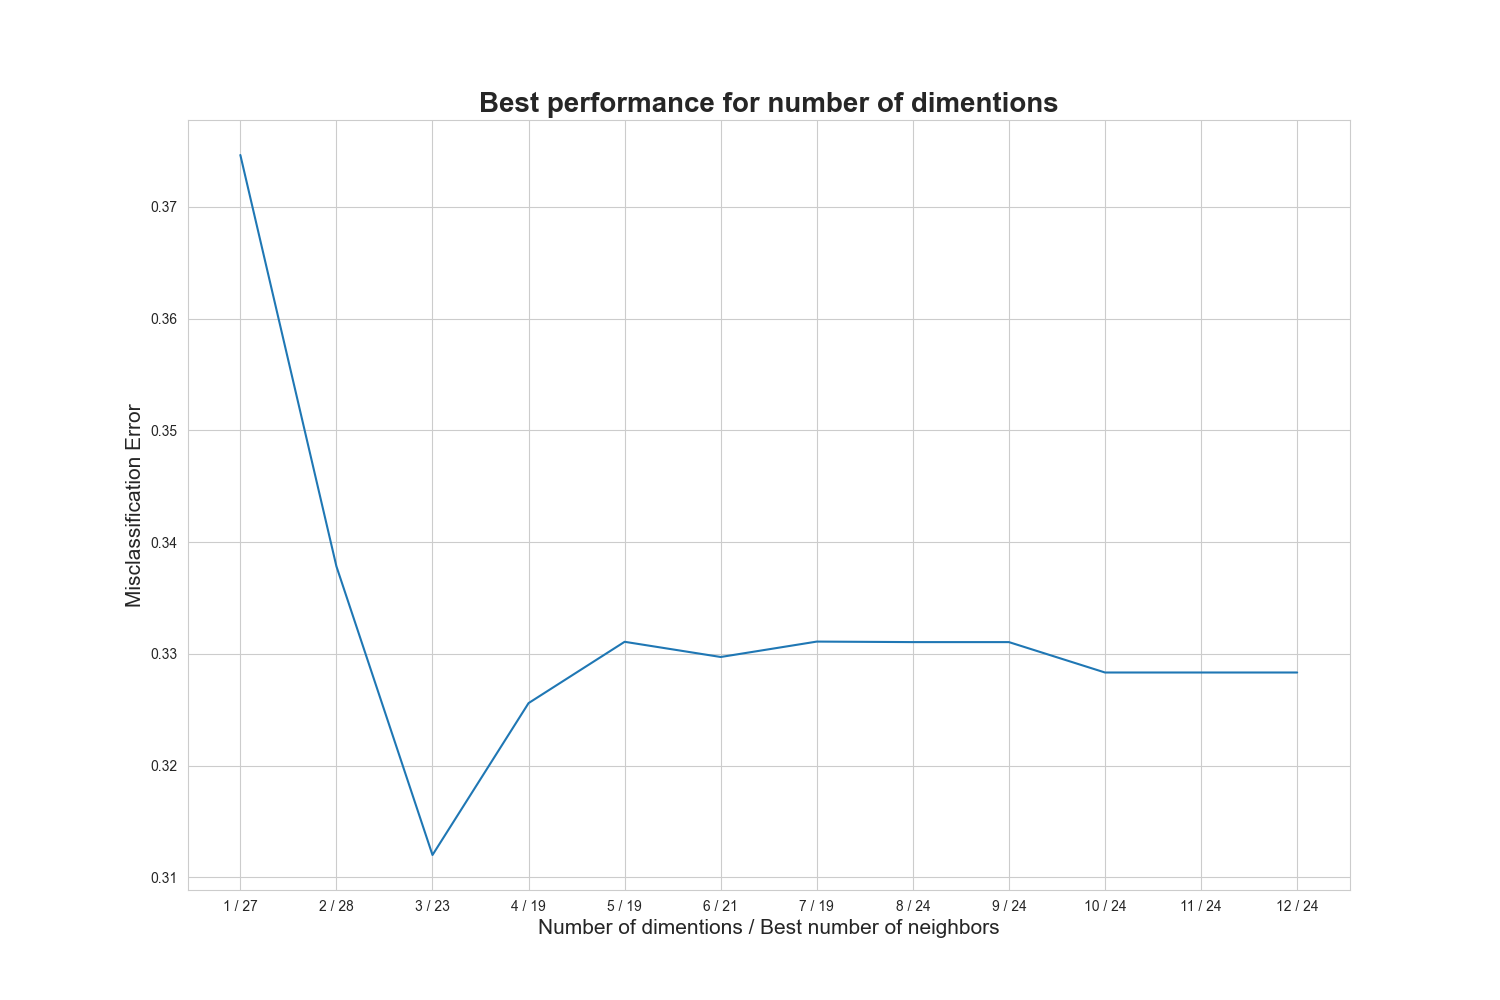 Best performance for number of dimentions
Misclassification Error
0.37
0.36
0.35
0.34
0.33
0.32
0.31
1 / 27 2 / 28 3 / 23 4 / 19 5 / 19 6 / 21 7 / 19 8 / 24 9 / 24 10 / 24 11 / 24 12 / 24
Number of dimentions / Best number of neighbors